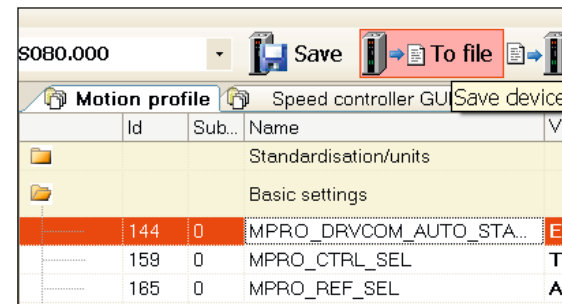 S080.000 Save To file
Motion profile Speed controller GUI Save device
Id Sub... Name V
Standardisation/units
Basic settings
144 0 MPRO_DRVCOM_AUTO_STA... E
159 0 MPRO_CTRL_SEL T
165 0 MPRO_REF_SEL A